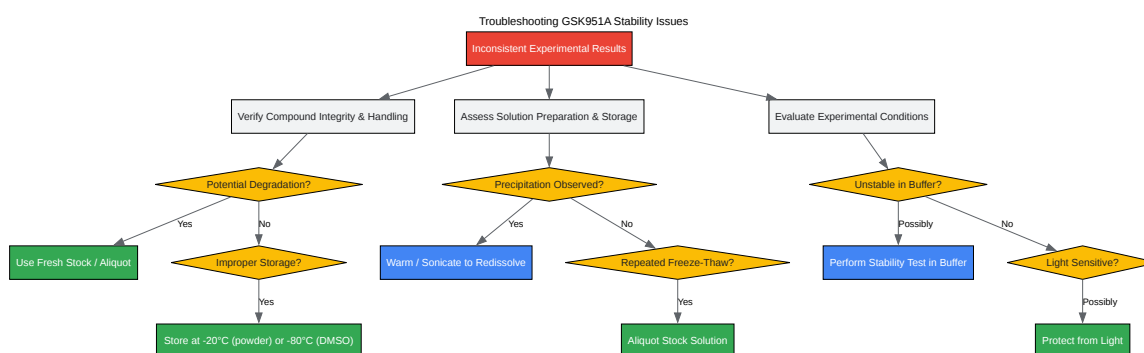 Troubleshooting GSK951A Stability Issues
Inconsistent Experimental Results
Verify Compound Integrity & Handling
Assess Solution Preparation & Storage
Evaluate Experimental Conditions
Potential Degradation?
Precipitation Observed?
Unstable in Buffer?
Yes
No
Yes
No
Possibly
No
Use Fresh Stock / Aliquot
Improper Storage?
Warm / Sonicate to Redissolve
Repeated Freeze-Thaw?
Perform Stability Test in Buffer
Light Sensitive?
Yes
Yes
Possibly
Store at -20°C (powder) or -80°C (DMSO)
Aliquot Stock Solution
Protect from Light